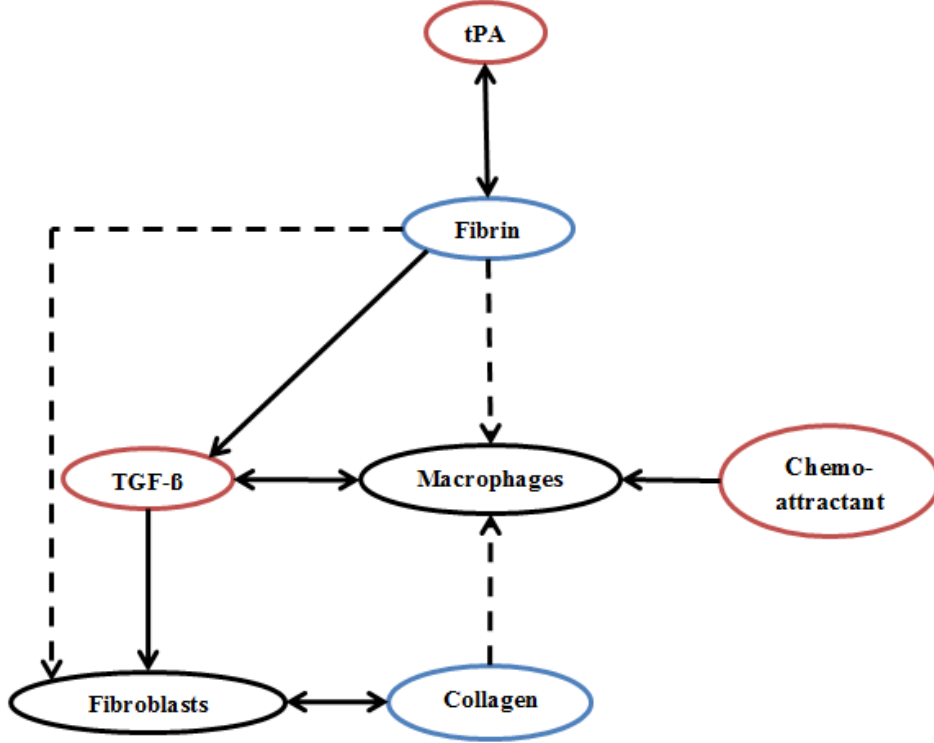 tPA
Fibrin
TGF-ß
Macrophages
Chemo-
attractant
Fibroblasts
Collagen